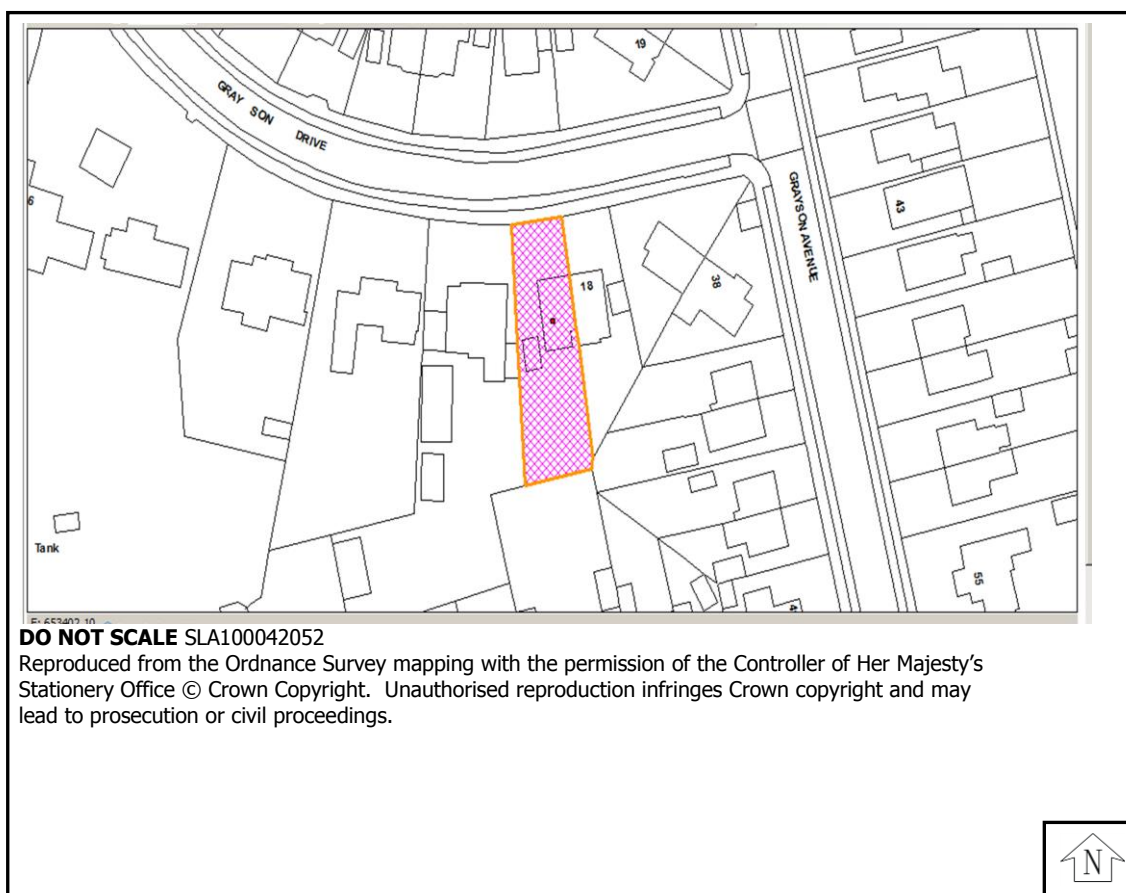 19
GRAYSON DRIVE
6
43
GRAYSON AVENUE
18
38
Tank
55
DO NOT SCALE SLA100042052
Reproduced from the Ordnance Survey mapping with the permission of the Controller of Her Majesty's
Stationery Office © Crown Copyright. Unauthorised reproduction infringes Crown copyright and may
lead to prosecution or civil proceedings.
N